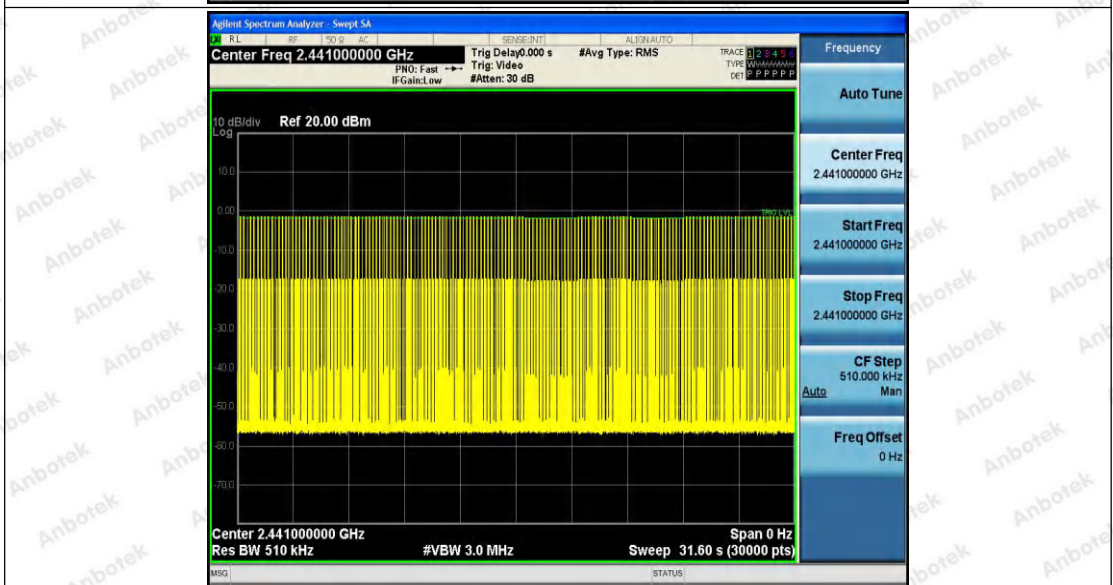 Agilent Spectrum Analyzer - Swept SA
RL RF 50 Ω AC SENSE:INT ALIGN AUTO
Center Freq 2.441000000 GHz
PNO: Fast
IFGain:Low
Trig Delay0.000 s
Trig: Video
#Atten: 30 dB
#Avg Type: RMS
TRACE 1 2 3 4 5 6
TYPE
DET P P P P P P
10 dB/div Ref 20.00 dBm
Log
10.0
0.00
TRIG LVL
-10.0
-20.0
-30.0
-40.0
-50.0
-60.0
-70.0
Center 2.441000000 GHz Span 0 Hz
Res BW 510 kHz #VBW 3.0 MHz Sweep 31.60 s (30000 pts)
MSG STATUS
Frequency
Auto Tune
Center Freq
2.441000000 GHz
Start Freq
2.441000000 GHz
Stop Freq
2.441000000 GHz
CF Step
510.000 kHz
Auto Man
Freq Offset
0 Hz
Anbotek